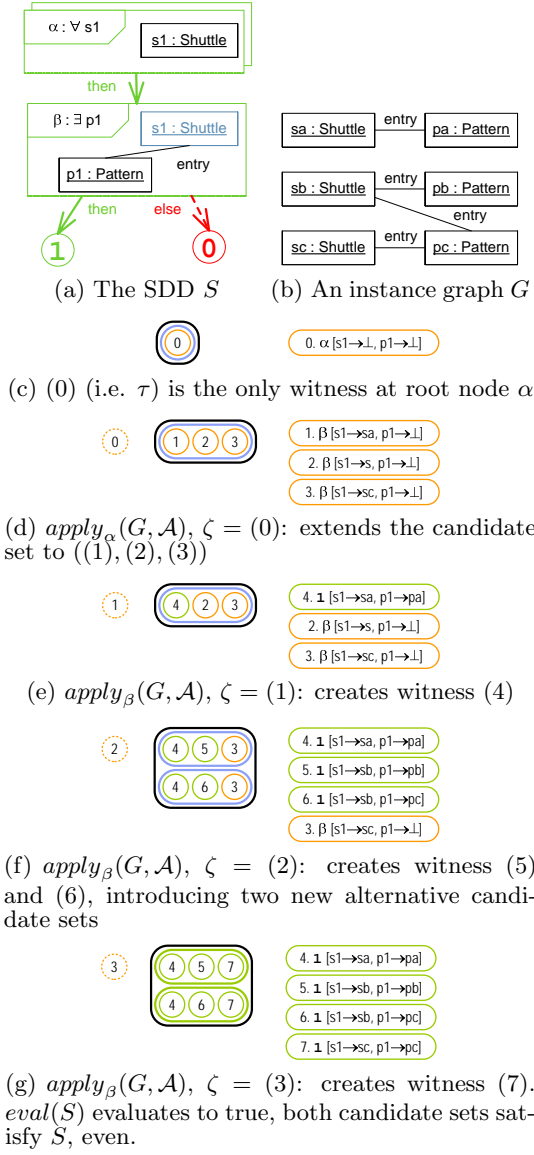 α : ∀ s1
s1 : Shuttle
then
β : ∃ p1
s1 : Shuttle
p1 : Pattern
entry
then
else
1
0
sa : Shuttle
entry
pa : Pattern
sb : Shuttle
entry
pb : Pattern
entry
sc : Shuttle
entry
pc : Pattern
(a) The SDD S
(b) An instance graph G
0
0. α [s1→⊥, p1→⊥]
(c) (0) (i.e. τ) is the only witness at root node α
0
1 2 3
1. β [s1→sa, p1→⊥]
2. β [s1→s, p1→⊥]
3. β [s1→sc, p1→⊥]
(d) applyα(G, A), ζ = (0): extends the candidate
set to ((1), (2), (3))
1
4 2 3
4. 1 [s1→sa, p1→pa]
2. β [s1→s, p1→⊥]
3. β [s1→sc, p1→⊥]
(e) applyβ(G, A), ζ = (1): creates witness (4)
2
4 5 3
4 6 3
4. 1 [s1→sa, p1→pa]
5. 1 [s1→sb, p1→pb]
6. 1 [s1→sb, p1→pc]
3. β [s1→sc, p1→⊥]
(f) applyβ(G, A), ζ = (2): creates witness (5)
and (6), introducing two new alternative candi-
date sets
3
4 5 7
4 6 7
4. 1 [s1→sa, p1→pa]
5. 1 [s1→sb, p1→pb]
6. 1 [s1→sb, p1→pc]
7. 1 [s1→sc, p1→pc]
(g) applyβ(G, A), ζ = (3): creates witness (7).
eval(S) evaluates to true, both candidate sets sat-
isfy S, even.